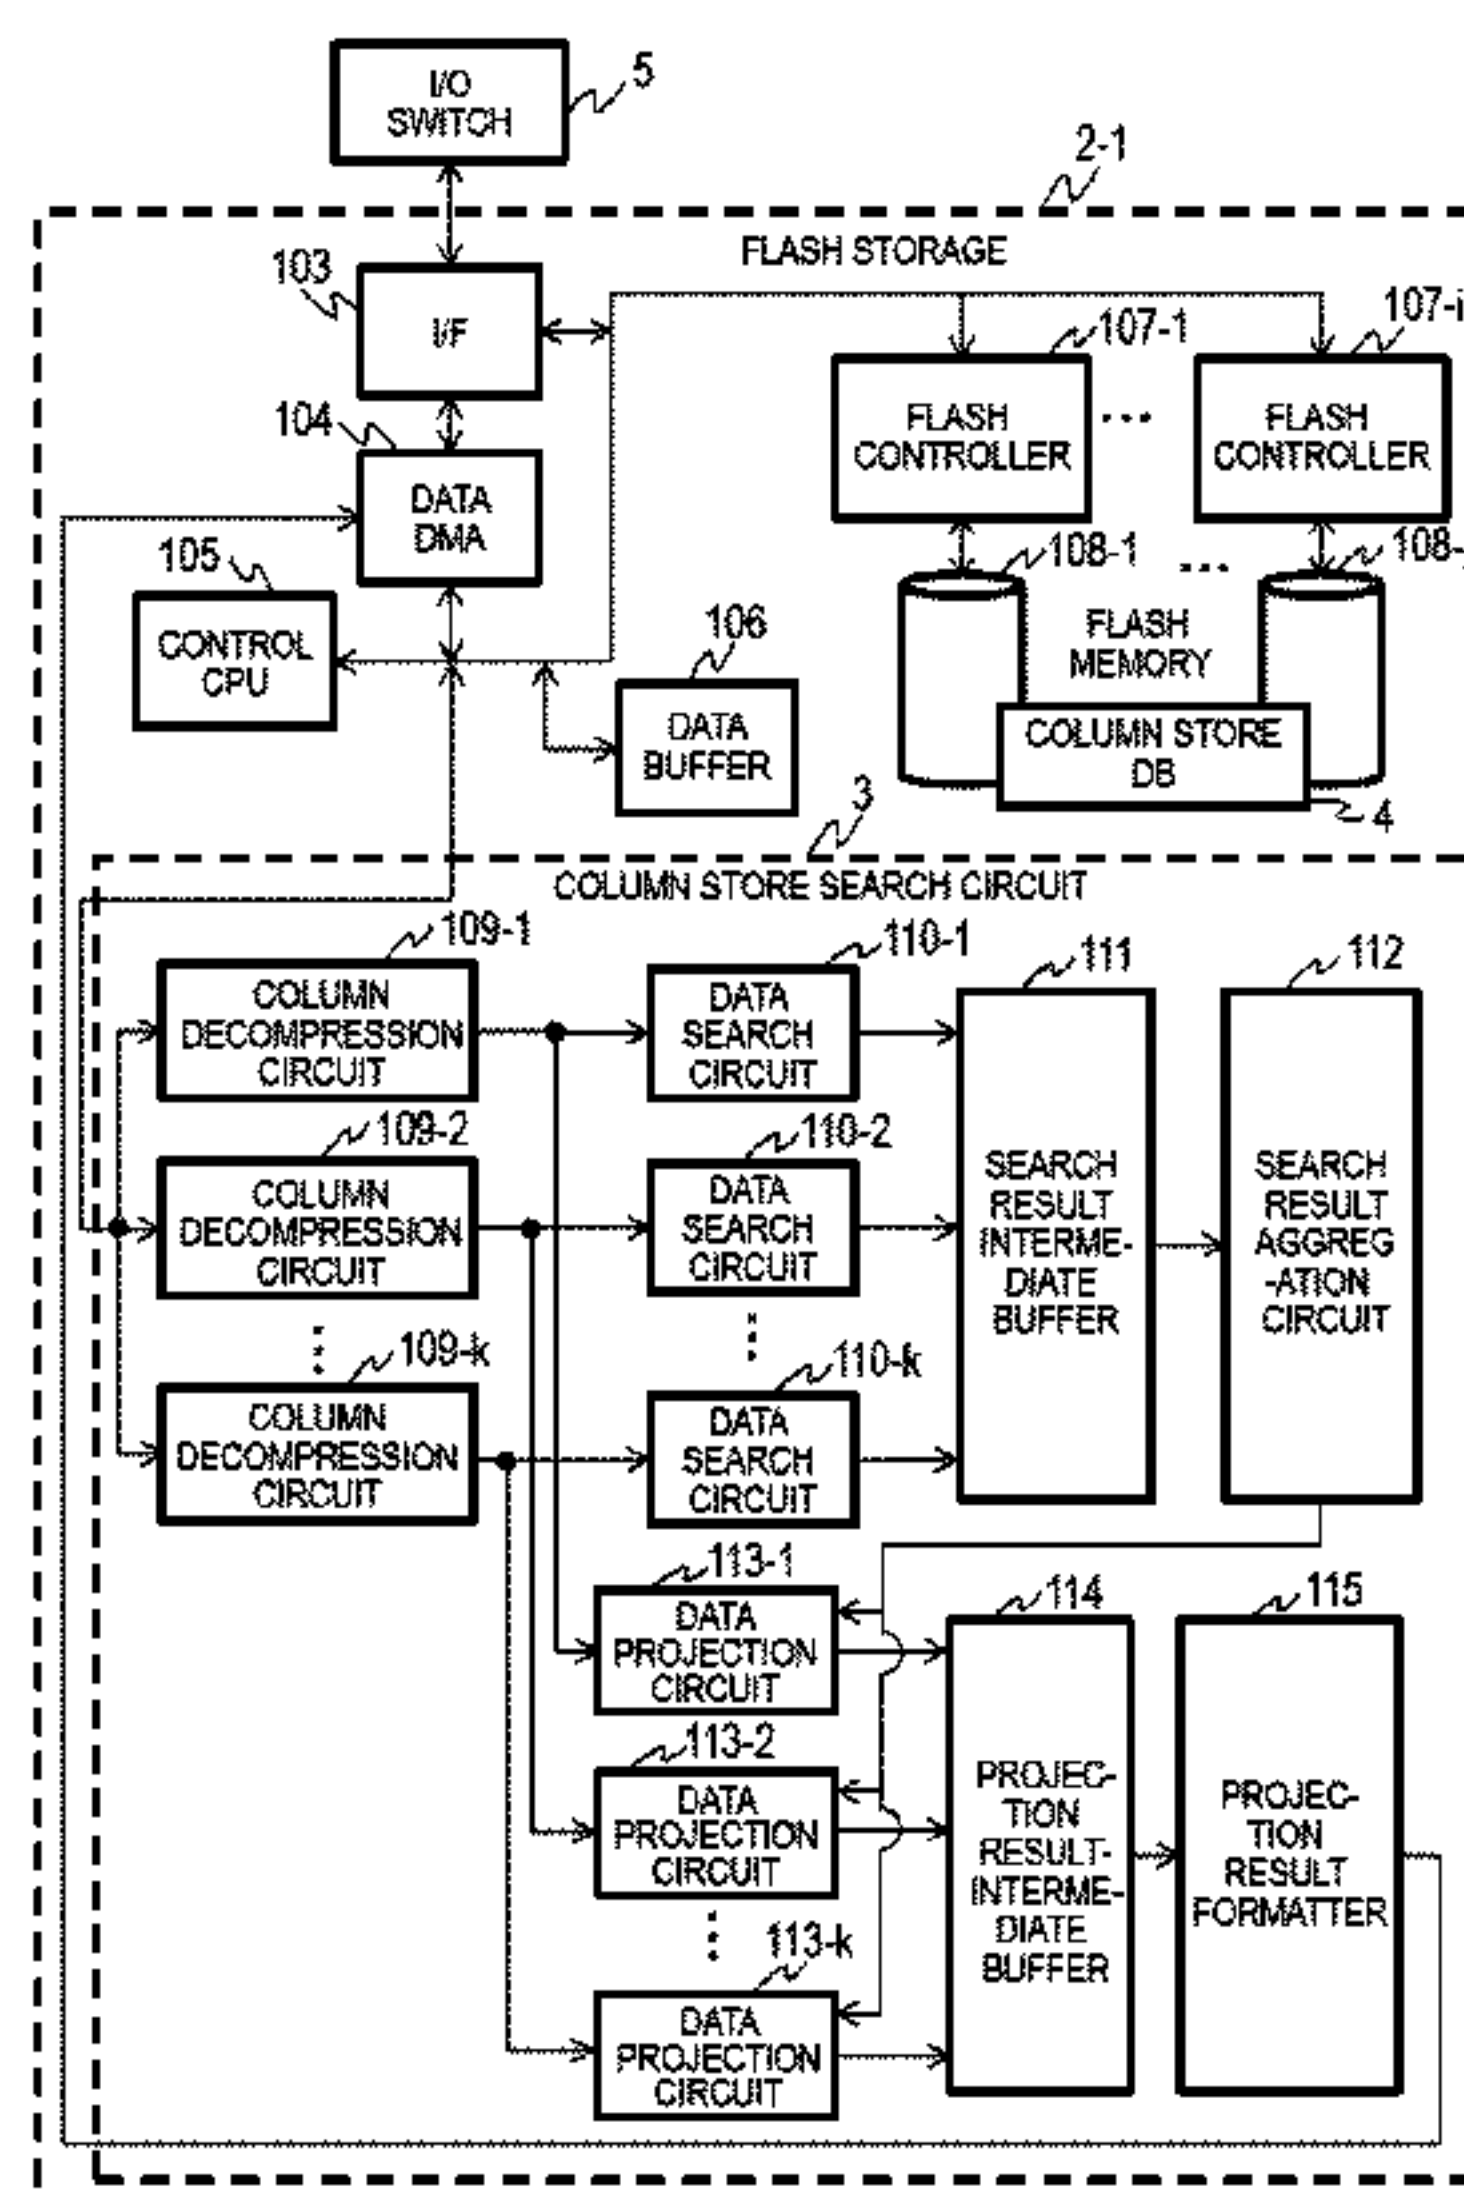 I/O
SWITCH
5
2-1
FLASH STORAGE
103
I/F
107-1
107-i
FLASH
CONTROLLER
...
FLASH
CONTROLLER
104
DATA
DMA
105
CONTROL
CPU
106
DATA
BUFFER
108-1
...
108-
FLASH
MEMORY
COLUMN STORE
DB
4
3
COLUMN STORE SEARCH CIRCUIT
109-1
COLUMN
DECOMPRESSION
CIRCUIT
110-1
DATA
SEARCH
CIRCUIT
111
SEARCH
RESULT
INTERME-
DIATE
BUFFER
112
SEARCH
RESULT
AGGREG
-ATION
CIRCUIT
109-2
COLUMN
DECOMPRESSION
CIRCUIT
110-2
DATA
SEARCH
CIRCUIT
109-k
COLUMN
DECOMPRESSION
CIRCUIT
110-k
DATA
SEARCH
CIRCUIT
113-1
DATA
PROJECTION
CIRCUIT
114
PROJEC-
TION
RESULT-
INTERME-
DIATE
BUFFER
115
PROJEC-
TION
RESULT
FORMATTER
113-2
DATA
PROJECTION
CIRCUIT
113-k
DATA
PROJECTION
CIRCUIT